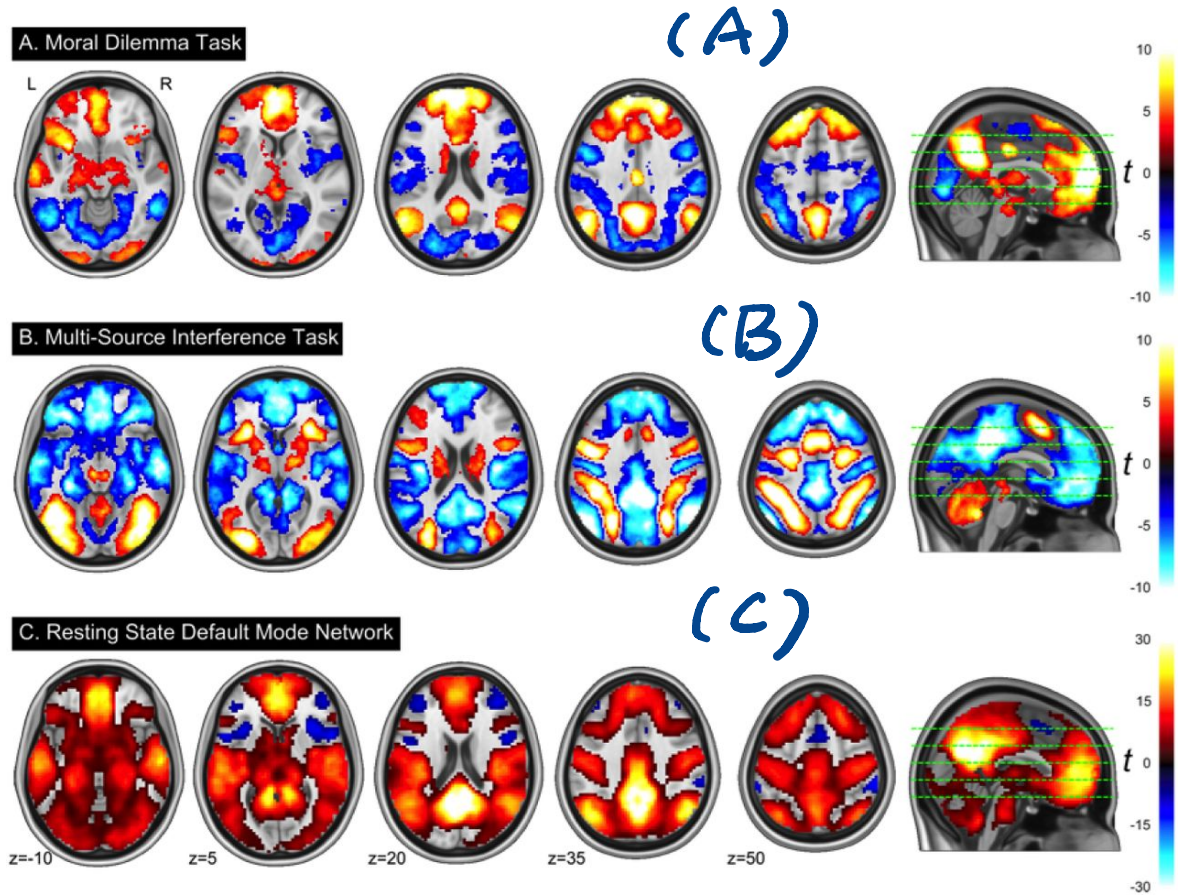 A. Moral Dilemma Task
(A)
L
R
10
5
t
0
-5
-10
B. Multi-Source Interference Task
(B)
10
5
t
0
-5
-10
C. Resting State Default Mode Network
(C)
30
15
t
0
-15
-30
z=-10
z=5
z=20
z=35
z=50